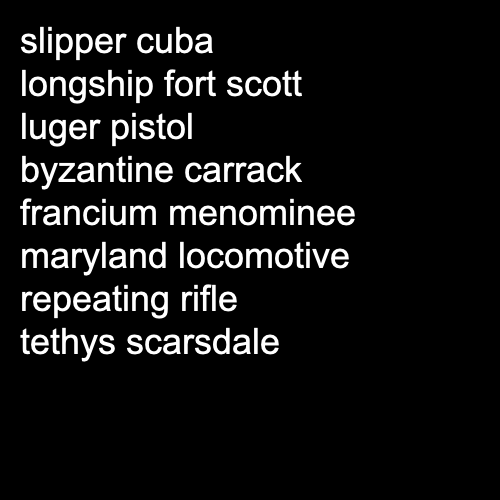 slipper cuba
longship fort scott
luger pistol
byzantine carrack
francium menominee
maryland locomotive
repeating rifle
tethys scarsdale